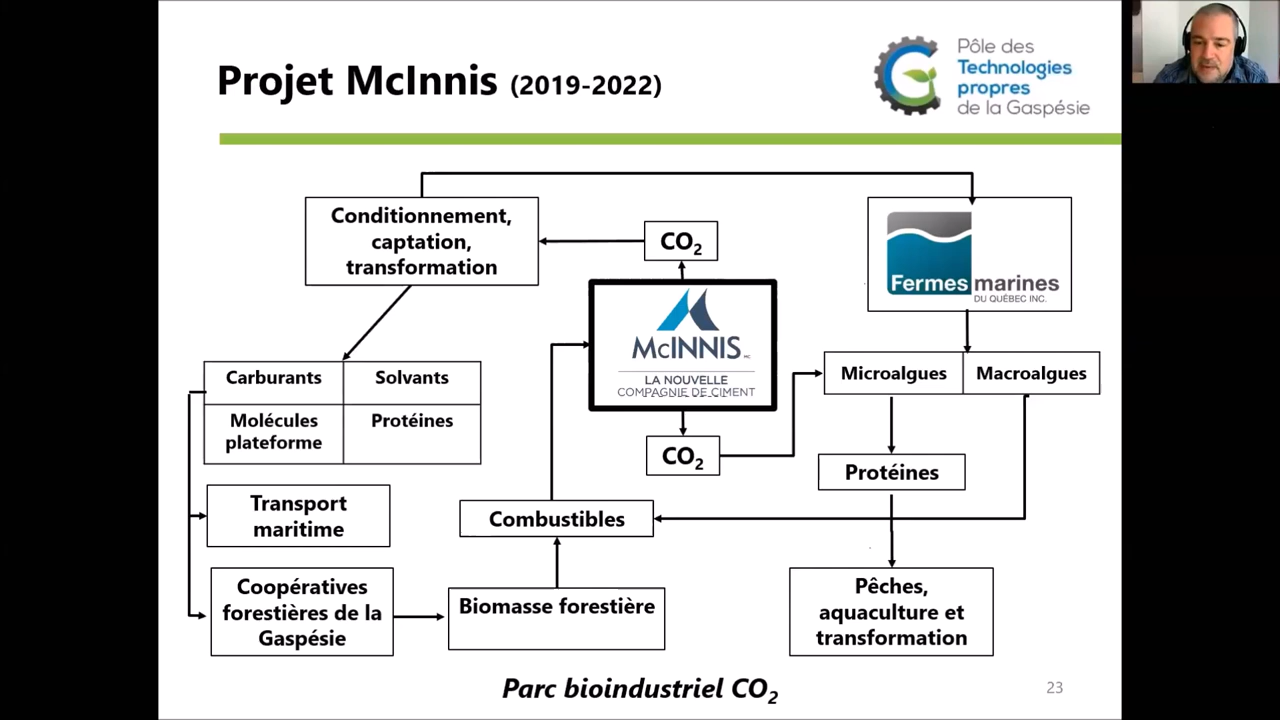 Projet McInnis (2019-2022)
Pôle des
Technologies
propres
de la Gaspésie
Conditionnement,
captation,
transformation
CO2
Fermes marines
DU QUÉBEC INC.
McINNIS
LA NOUVELLE
COMPAGNIE DE CIMENT
Carburants
Solvants
Molécules
plateforme
Protéines
Microalgues
Macroalgues
CO2
Protéines
Transport
maritime
Combustibles
Coopératives
forestières de la
Gaspésie
Biomasse forestière
Pêches,
aquaculture et
transformation
Parc bioindustriel CO2
23